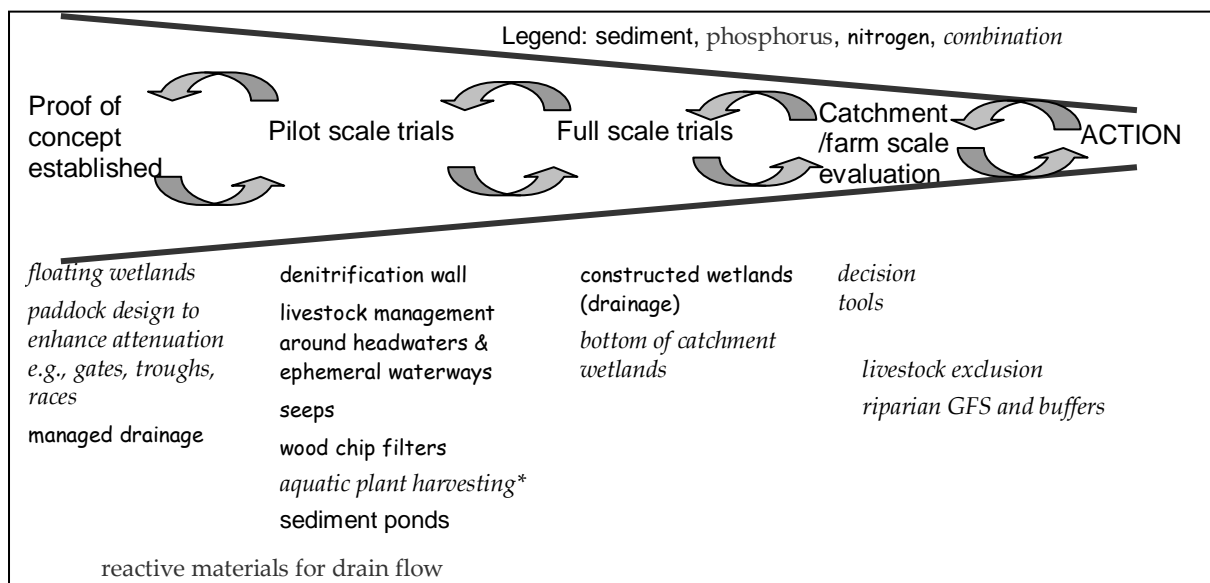 Legend: sediment, phosphorus, nitrogen, combination
Proof of
concept
established
Pilot scale trials
Full scale trials
Catchment
/farm scale
evaluation
ACTION
floating wetlands
paddock design to
enhance attenuation
e.g., gates, troughs,
races
managed drainage
denitrification wall
livestock management
around headwaters &
ephemeral waterways
seeps
wood chip filters
aquatic plant harvesting*
sediment ponds
reactive materials for drain flow
constructed wetlands
(drainage)
bottom of catchment
wetlands
decision
tools
livestock exclusion
riparian GFS and buffers